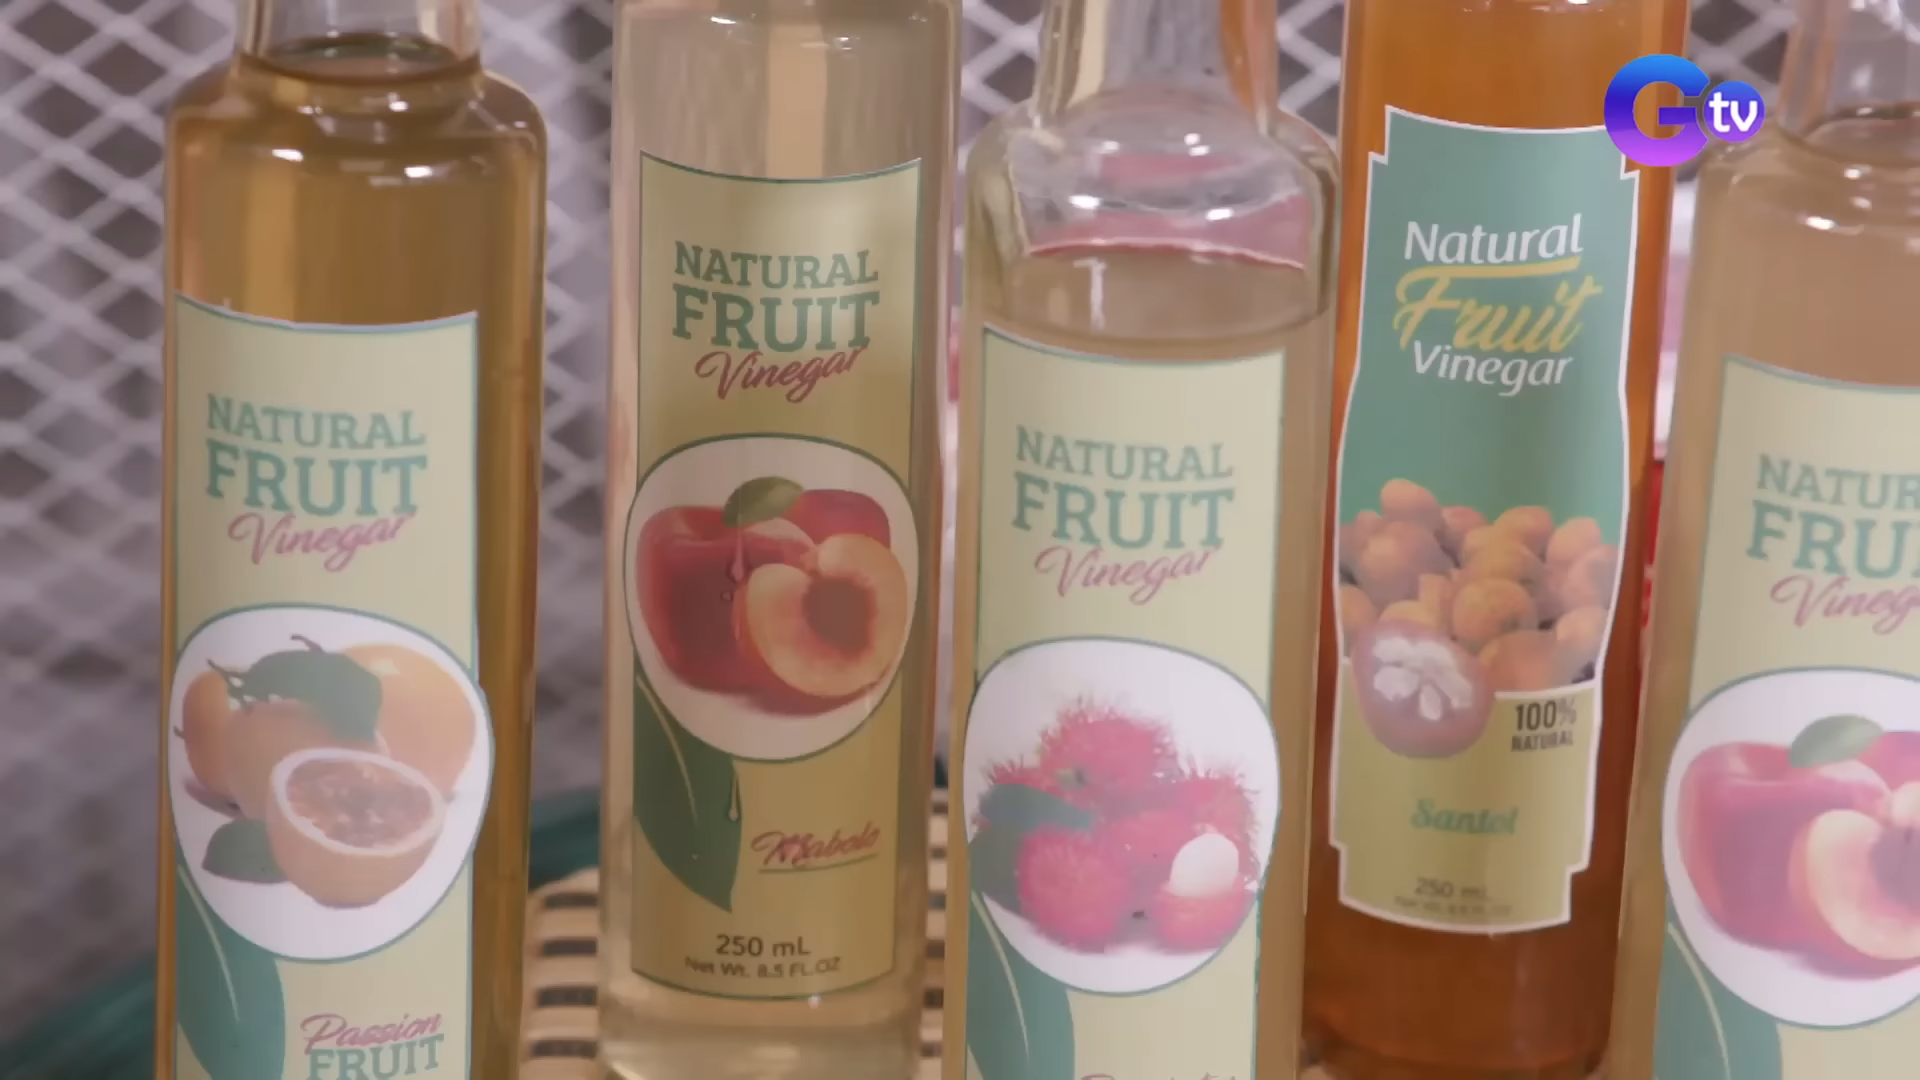 Gtv
NATURAL
FRUIT
Vinegar
Passion
FRUIT
NATURAL
FRUIT
Vinegar
Mabolo
250 mL
Net Wt. 8.5 FL.OZ
NATURAL
FRUIT
Vinegar
Natural
Fruit
Vinegar
100%
NATURAL
Santol
250 mL
NATUR
FRU
Vineg